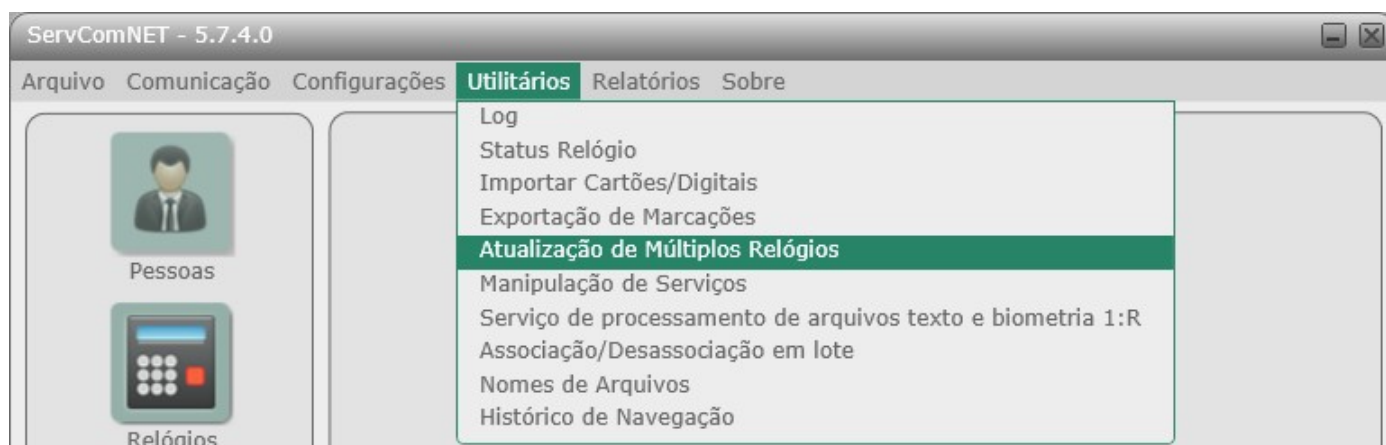 ServComNET - 5.7.4.0
Arquivo Comunicação Configurações Utilitários Relatórios Sobre
Log
Status Relógio
Importar Cartões/Digitais
Exportação de Marcações
Atualização de Múltiplos Relógios
Manipulação de Serviços
Serviço de processamento de arquivos texto e biometria 1:R
Associação/Desassociação em lote
Nomes de Arquivos
Histórico de Navegação
Pessoas
Relógios